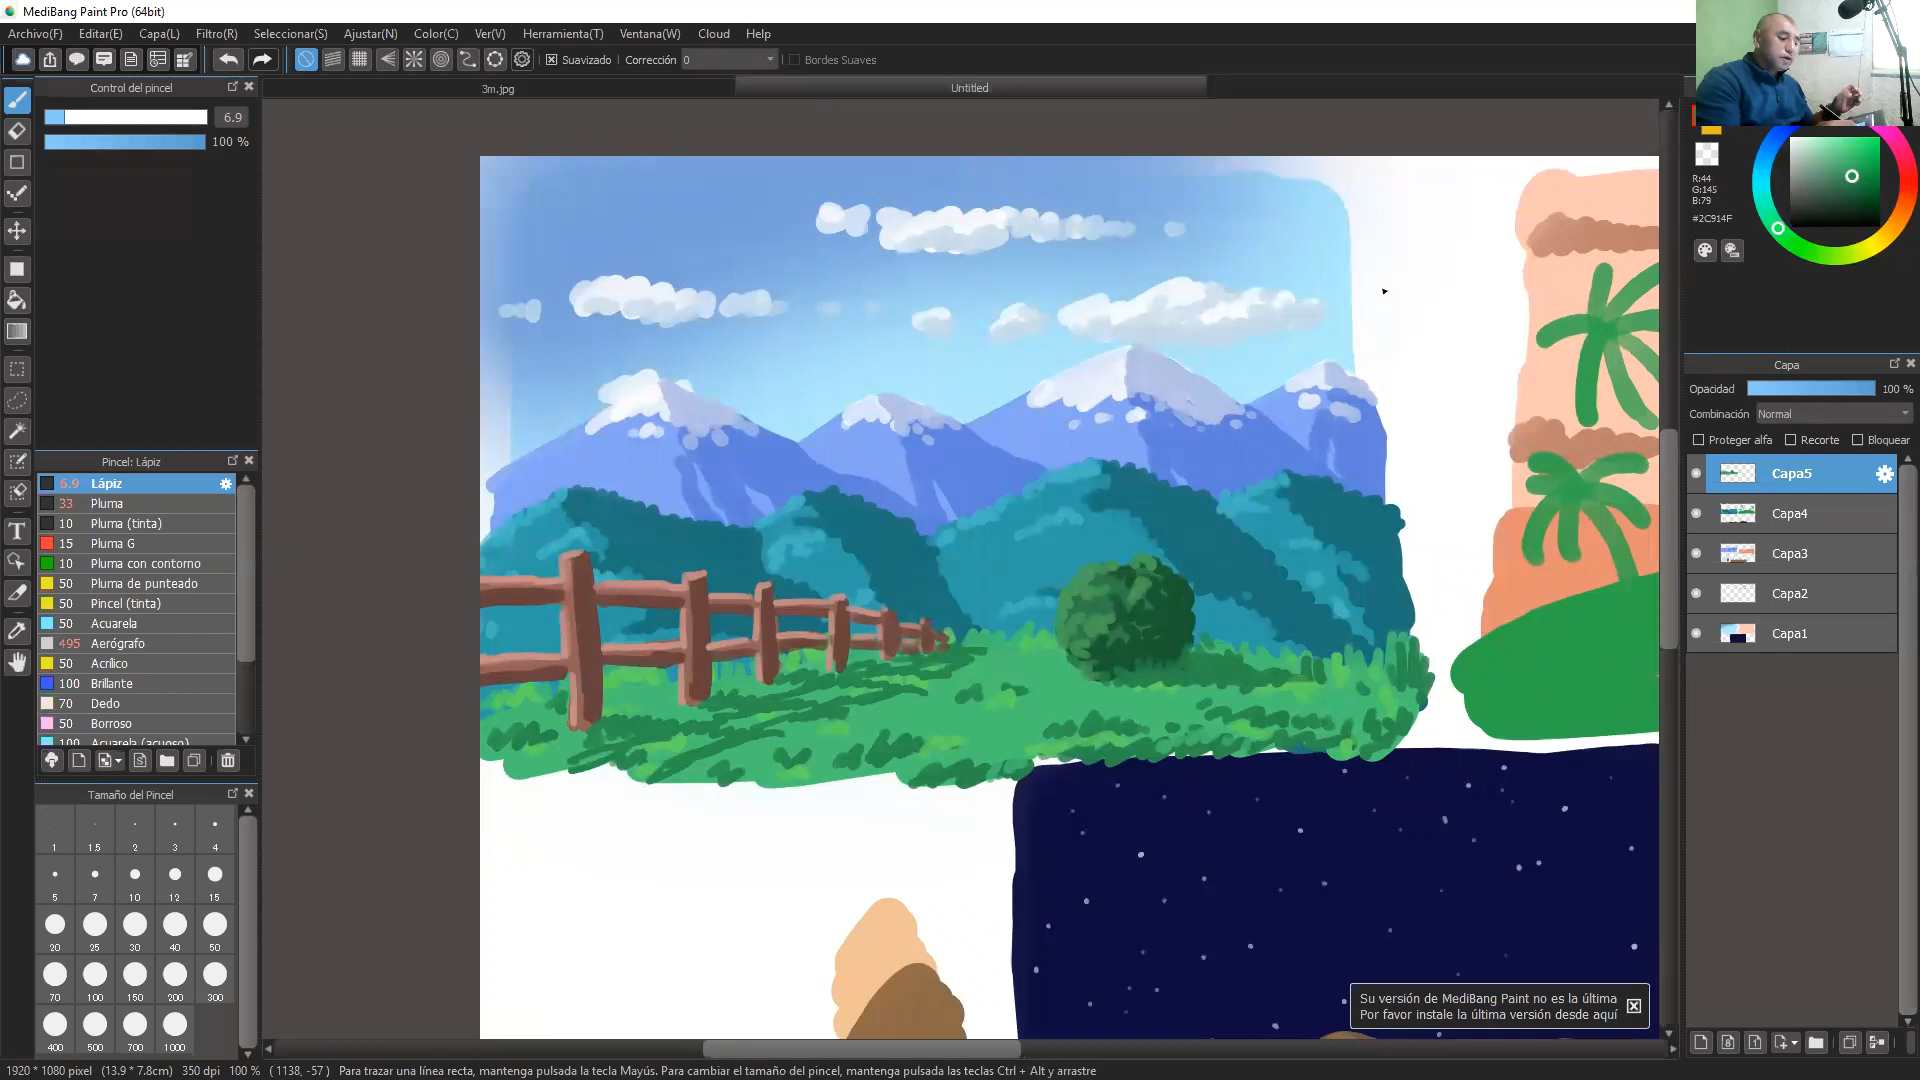 MediBang Paint Pro (64bit)
Archivo(F) Editar(E) Capa(L) Filtro(R) Seleccionar(S) Ajustar(N) Color(C) Ver(V) Herramienta(T) Ventana(W) Cloud Help
Suavizado Corrección 0 Bordes Suaves
Control del pincel
3m.jpg
Untitled
6.9
100 %
R:44
G:145
B:79
#2C914F
Capa
Opacidad 100 %
Combinación Normal
Proteger alfa Recorte Bloquear
Capa5
Capa4
Capa3
Capa2
Capa1
Pincel: Lápiz
6.9 Lápiz
33 Pluma
10 Pluma (tinta)
15 Pluma G
10 Pluma con contorno
50 Pluma de punteado
50 Pincel (tinta)
50 Acuarela
495 Aerógrafo
50 Acrílico
100 Brillante
70 Dedo
50 Borroso
100 Acuarela (acuoso)
Tamaño del Pincel
1 1.5 2 3 4
5 7 10 12 15
20 25 30 40 50
70 100 150 200 300
400 500 700 1000
Su versión de MediBang Paint no es la última
Por favor instale la última versión desde aquí
1920 * 1080 pixel (13.9 * 7.8cm) 350 dpi 100 % ( 1138, -57 ) Para trazar una línea recta, mantenga pulsada la tecla Mayús. Para cambiar el tamaño del pincel, mantenga pulsadas las teclas Ctrl + Alt y arrastre